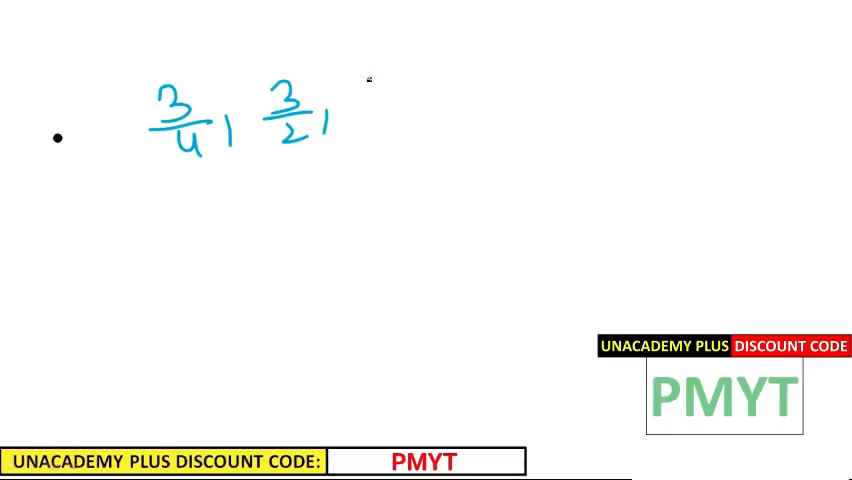 3/4, 3/2,
UNACADEMY PLUS DISCOUNT CODE
PMYT
UNACADEMY PLUS DISCOUNT CODE: PMYT